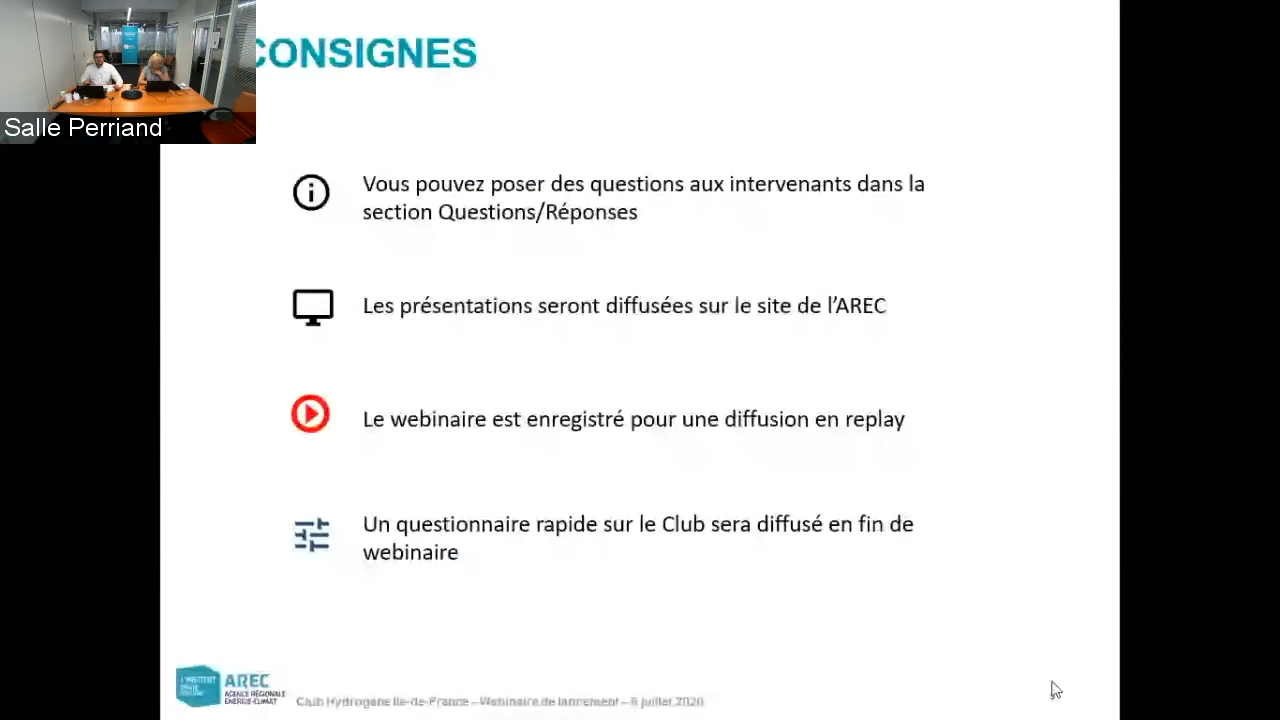 CONSIGNES
Salle Perriand
Vous pouvez poser des questions aux intervenants dans la
section Questions/Réponses
Les présentations seront diffusées sur le site de l'AREC
Le webinaire est enregistré pour une diffusion en replay
Un questionnaire rapide sur le Club sera diffusé en fin de
webinaire
L'INSTITUT
PARIS
REGION
AREC
AGENCE RÉGIONALE
ÉNERGIE-CLIMAT
Club Hydrogène Ile-de-France – Webinaire de lancement – 6 juillet 2020